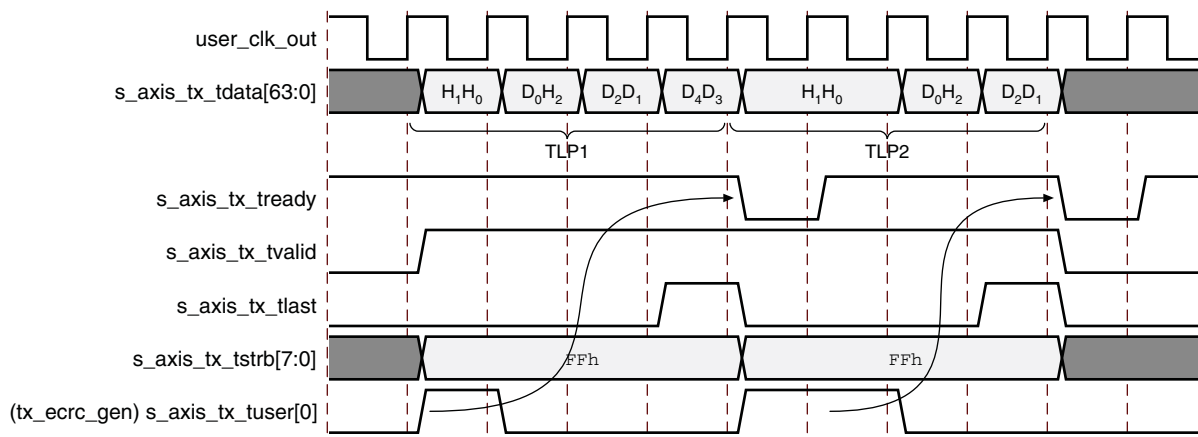 user_clk_out
s_axis_tx_tdata[63:0] H₁H₀ D₀H₂ D₂D₁ D₄D₃ H₁H₀ D₀H₂ D₂D₁
TLP1 TLP2
s_axis_tx_tready
s_axis_tx_tvalid
s_axis_tx_tlast
s_axis_tx_tstrb[7:0] FFh FFh
(tx_ecrc_gen) s_axis_tx_tuser[0]